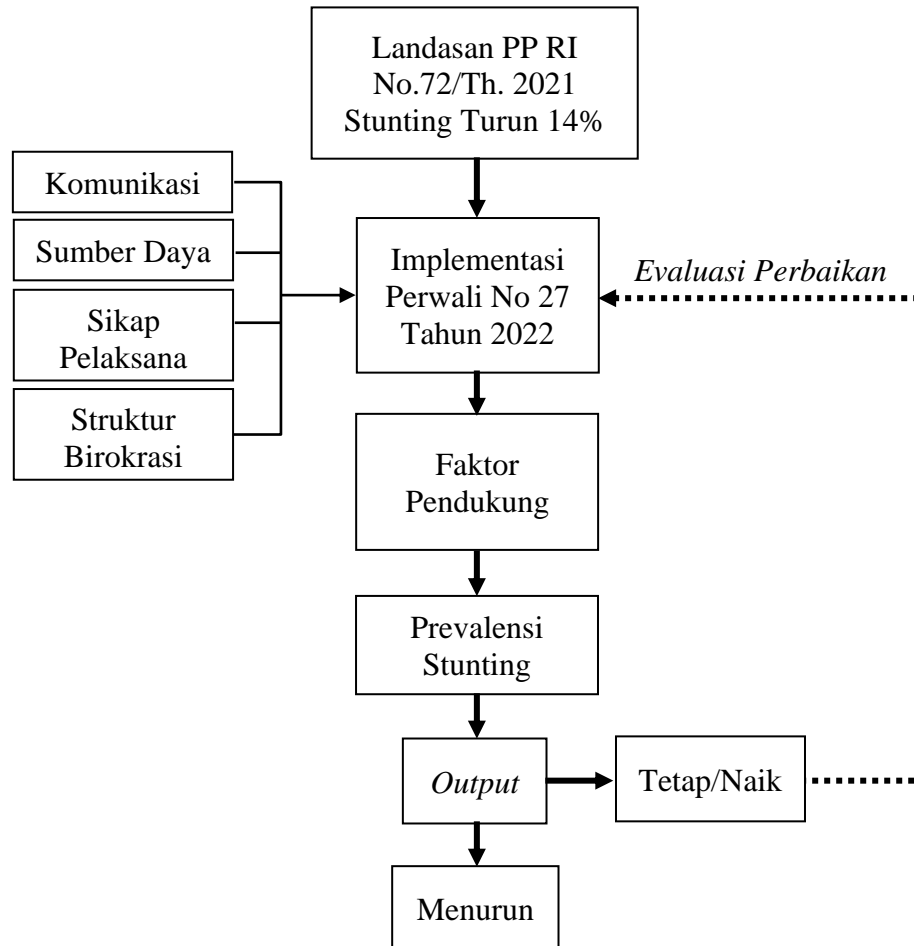 Landasan PP RI
No.72/Th. 2021
Stunting Turun 14%
Komunikasi
Sumber Daya
Sikap
Pelaksana
Struktur
Birokrasi
Implementasi
Perwali No 27
Tahun 2022
Evaluasi Perbaikan
Faktor
Pendukung
Prevalensi
Stunting
Output
Tetap/Naik
Menurun